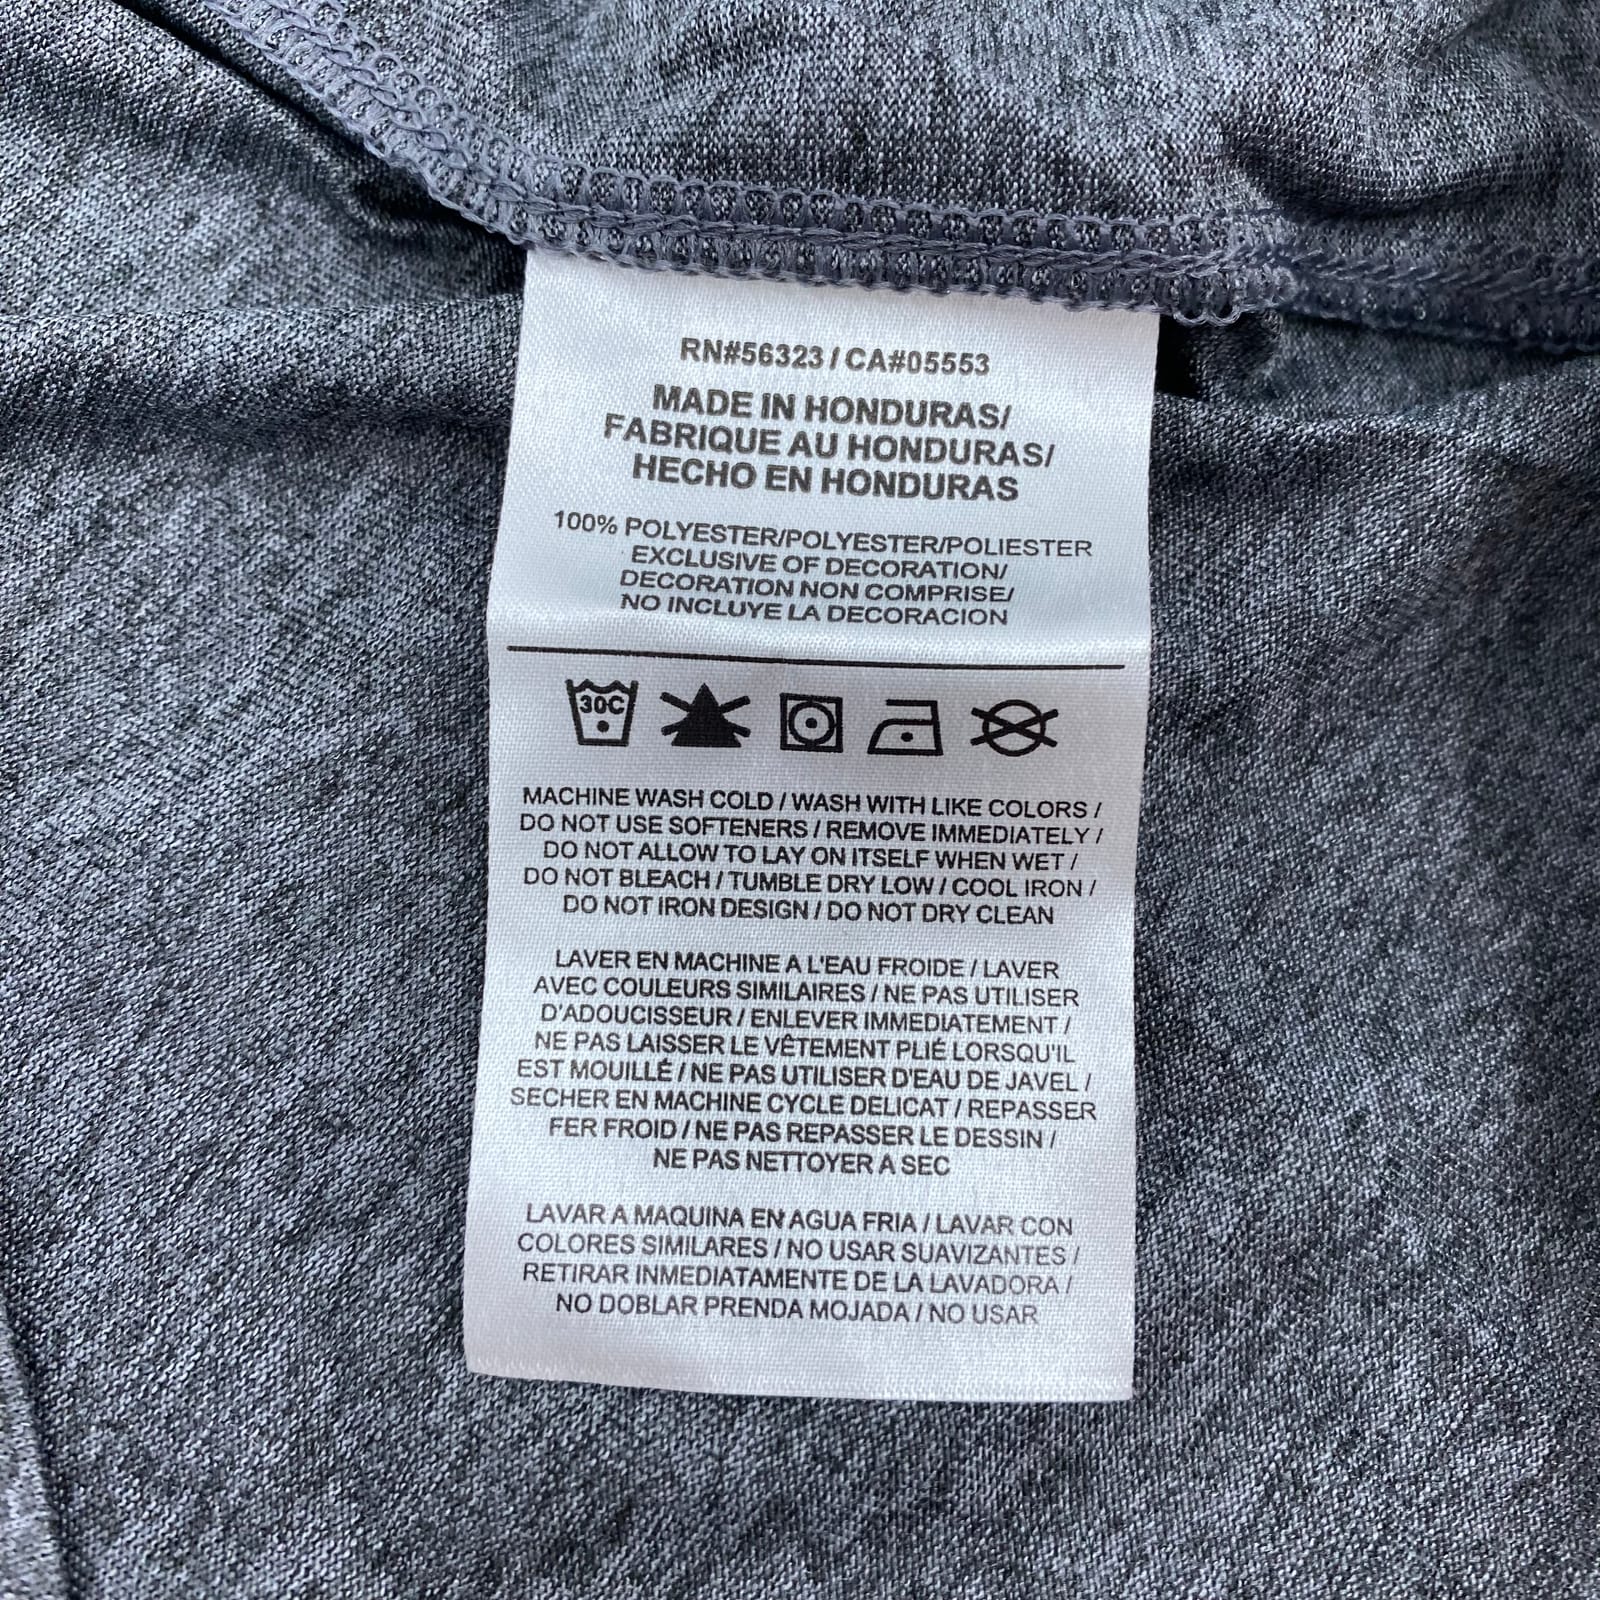 RN#56323 / CA#05553
MADE IN HONDURAS/
FABRIQUE AU HONDURAS/
HECHO EN HONDURAS
100% POLYESTER/POLYESTER/POLIESTER
EXCLUSIVE OF DECORATION/
DECORATION NON COMPRISE/
NO INCLUYE LA DECORACION
30C
MACHINE WASH COLD / WASH WITH LIKE COLORS /
DO NOT USE SOFTENERS / REMOVE IMMEDIATELY /
DO NOT ALLOW TO LAY ON ITSELF WHEN WET /
DO NOT BLEACH / TUMBLE DRY LOW / COOL IRON /
DO NOT IRON DESIGN / DO NOT DRY CLEAN
LAVER EN MACHINE A L'EAU FROIDE / LAVER
AVEC COULEURS SIMILAIRES / NE PAS UTILISER
D'ADOUCISSEUR / ENLEVER IMMEDIATEMENT /
NE PAS LAISSER LE VÊTEMENT PLIÉ LORSQU'IL
EST MOUILLÉ / NE PAS UTILISER D'EAU DE JAVEL /
SECHER EN MACHINE CYCLE DELICAT / REPASSER
FER FROID / NE PAS REPASSER LE DESSIN /
NE PAS NETTOYER A SEC
LAVAR A MAQUINA EN AGUA FRIA / LAVAR CON
COLORES SIMILARES / NO USAR SUAVIZANTES /
RETIRAR INMEDIATAMENTE DE LA LAVADORA /
NO DOBLAR PRENDA MOJADA / NO USAR